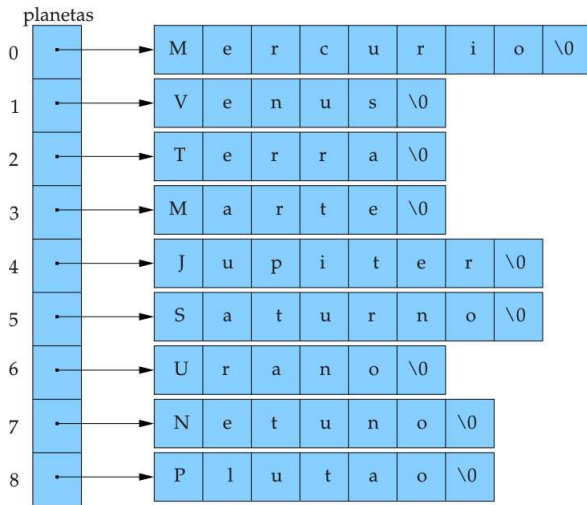 planetas
0 M e r c u r i o \0
1 V e n u s \0
2 T e r r a \0
3 M a r t e \0
4 J u p i t e r \0
5 S a t u r n o \0
6 U r a n o \0
7 N e t u n o \0
8 P l u t a o \0